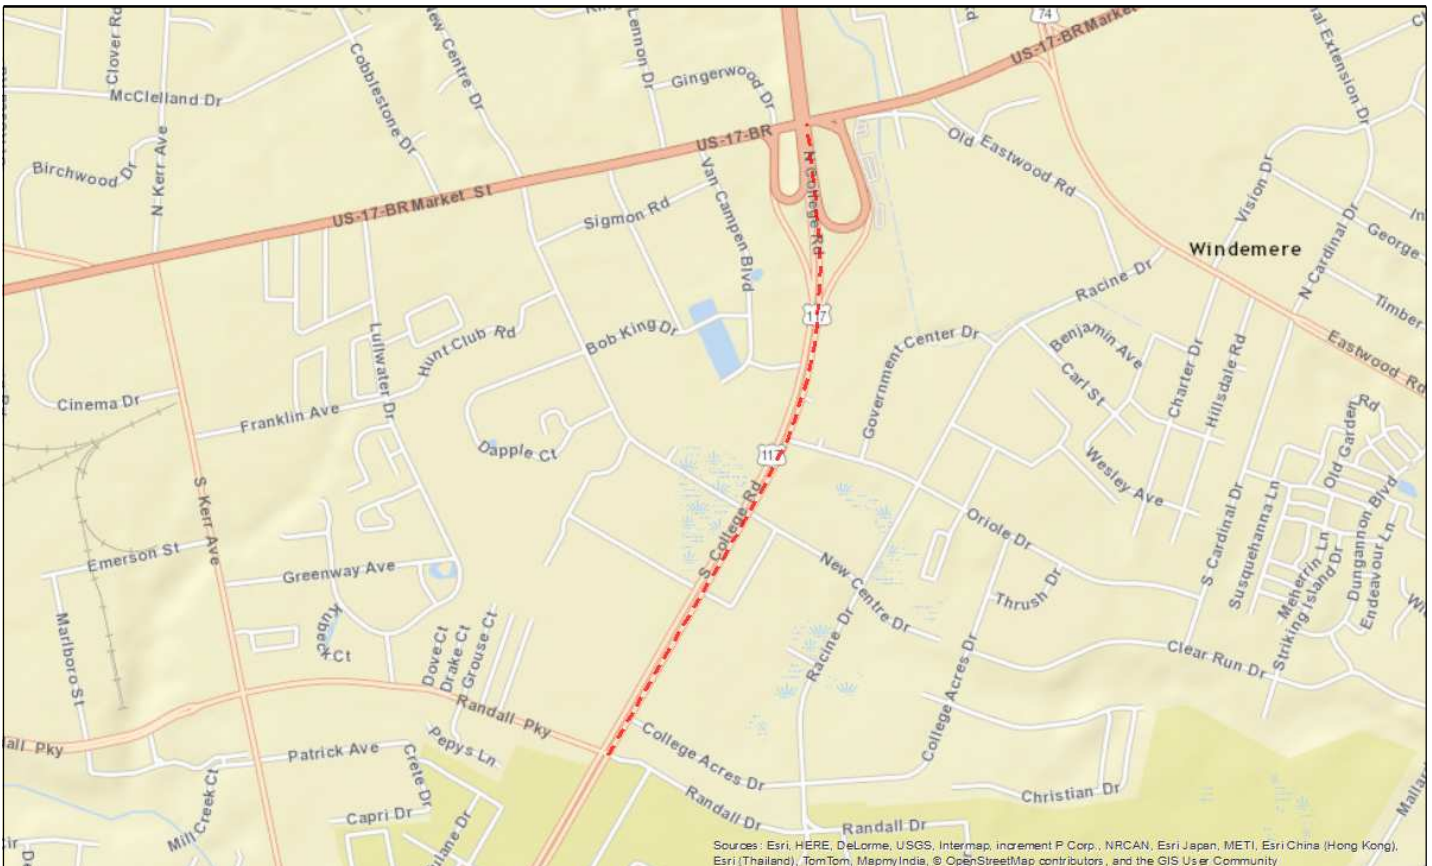 Clover Rd
New Centre Dr
Lennon Dr
74
US-17-BR Market
Cobblestone Dr
Gingerwood Dr
McClelland Dr
N Kerr Ave
US-17-BR
Old Eastwood Rd
Birchwood Dr
Van Campen Blvd
N College Rd
Vision Dr
US-17-BR Market St
Sigmon Rd
N Cardinal Dr
George
Windemere
Racine Dr
Timber
117
Lullwater Dr
Hunt Club Rd
Bob King Dr
Government Center Dr
Benjamin Ave
Eastwood Rd
Carl St
Charter Dr
Hillsdale Rd
Cinema Dr
Franklin Ave
Old Garden Rd
Dapple Ct
117
Wesley Ave
S Kerr Ave
S College Rd
Oriole Dr
S Cardinal Dr
Susquehanna Ln
Dungannon Blvd
Emerson St
Greenway Ave
New Centre Dr
Thrush Dr
Meherrin Ln
Striking Island Dr
Endeavour Ln
Marlboro St
Kubeck Ct
Dove Ct
Drake Ct
Grouse Ct
Racine Dr
College Acres Dr
Clear Run Dr
Randall Pky
all Pky
Patrick Ave
Pepys Ln
College Acres Dr
Crete Dr
Christian Dr
Mill Creek Ct
Capri Dr
Randall Dr
Randall Dr
Sources: Esri, HERE, DeLorme, USGS, Intermap, increment P Corp., NRCAN, Esri Japan, METI, Esri China (Hong Kong),
Esri (Thailand), TomTom, MapmyIndia, © OpenStreetMap contributors, and the GIS User Community